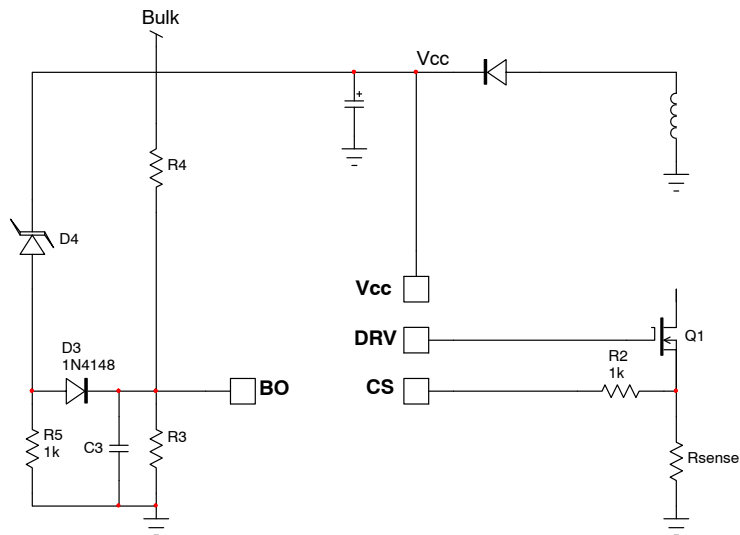 Bulk
Vcc
+
R4
D4
Vcc
DRV
Q1
R2
1k
D3
1N4148
BO
CS
R5
1k
C3
R3
Rsense